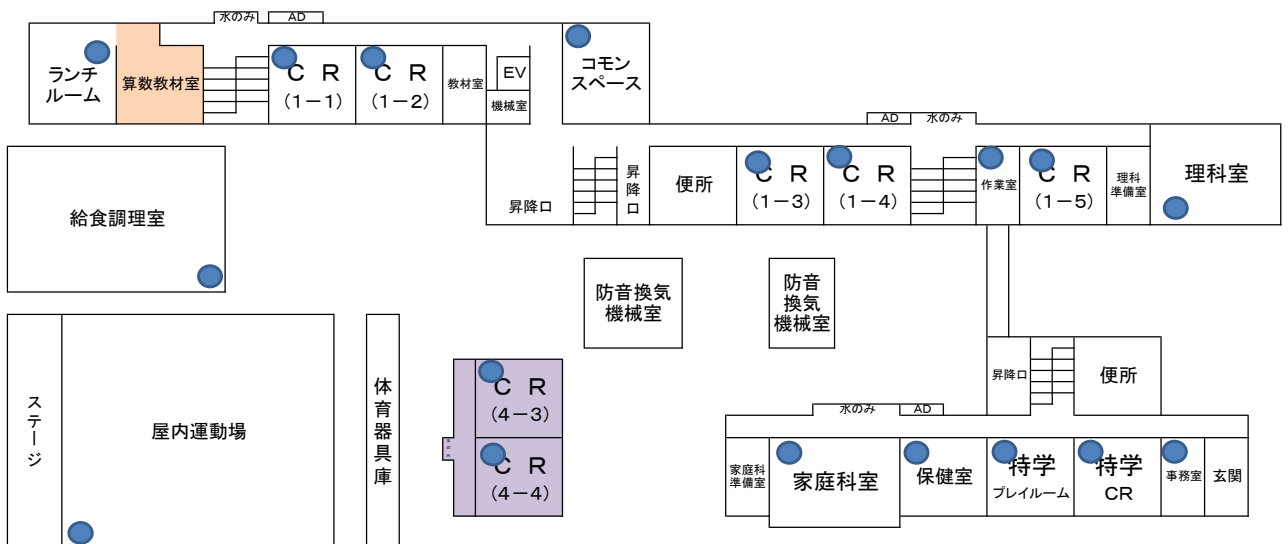 水のみ
AD
ランチ
ルーム
算数教材室
C R
(1-1)
C R
(1-2)
教材室
EV
機械室
コモン
スペース
AD
水のみ
給食調理室
昇降口
昇降口
便所
C R
(1-3)
C R
(1-4)
作業室
C R
(1-5)
理科
準備室
理科室
防音換気
機械室
防音
換気
機械室
ステージ
屋内運動場
体育器具庫
C R
(4-3)
C R
(4-4)
昇降口
便所
水のみ
AD
家庭科
準備室
家庭科室
保健室
特学
プレイルーム
特学
CR
事務室
玄関